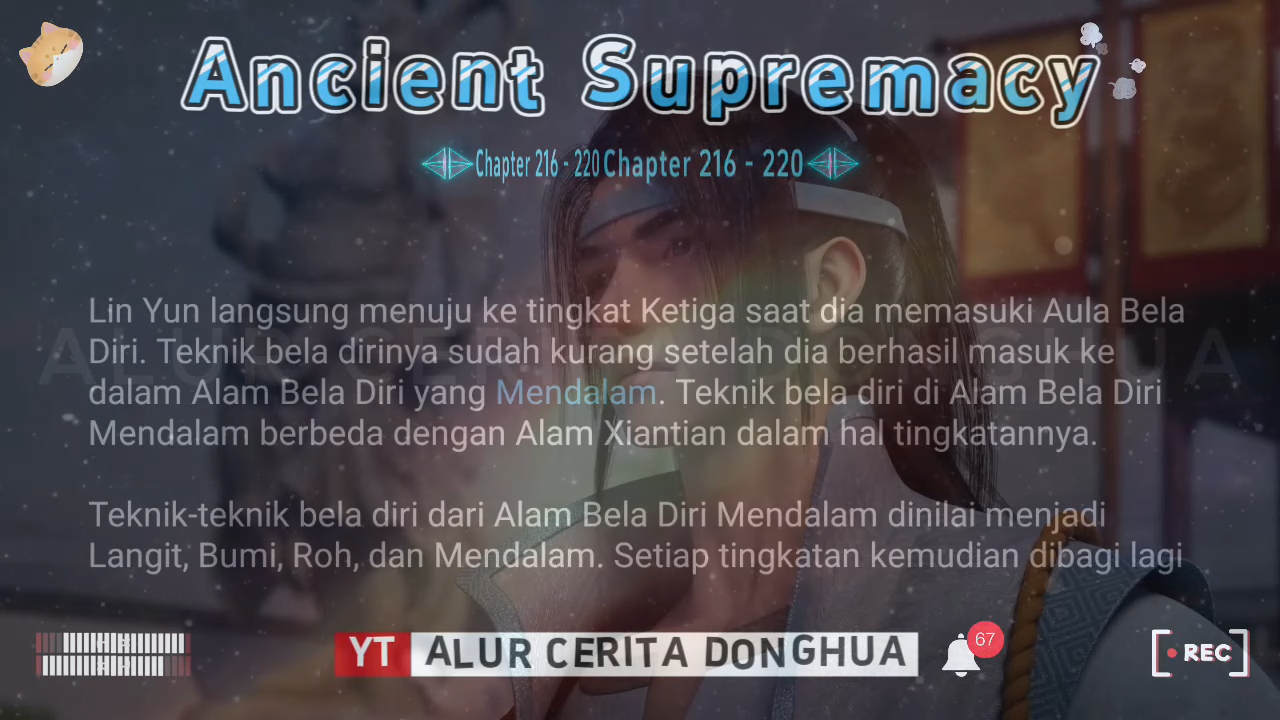 Ancient Supremacy
Chapter 216 - 220 Chapter 216 - 220
Lin Yun langsung menuju ke tingkat Ketiga saat dia memasuki Aula Bela
Diri. Teknik bela dirinya sudah kurang setelah dia berhasil masuk ke
dalam Alam Bela Diri yang Mendalam. Teknik bela diri di Alam Bela Diri
Mendalam berbeda dengan Alam Xiantian dalam hal tingkatannya.
Teknik-teknik bela diri dari Alam Bela Diri Mendalam dinilai menjadi
Langit, Bumi, Roh, dan Mendalam. Setiap tingkatan kemudian dibagi lagi
ALUR CERITA DONGHUA
YT ALUR CERITA DONGHUA
67
REC